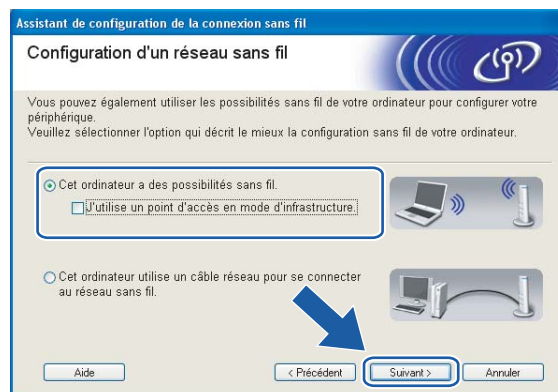 Assistant de configuration de la connexion sans fil
Configuration d'un réseau sans fil
Vous pouvez également utiliser les possibilités sans fil de votre ordinateur pour configurer votre
périphérique.
Veuillez sélectionner l'option qui décrit le mieux la configuration sans fil de votre ordinateur.
Cet ordinateur a des possibilités sans fil.
J'utilise un point d'accès en mode d'infrastructure.
Cet ordinateur utilise un câble réseau pour se connecter
au réseau sans fil.
Aide
< Précédent
Suivant >
Annuler